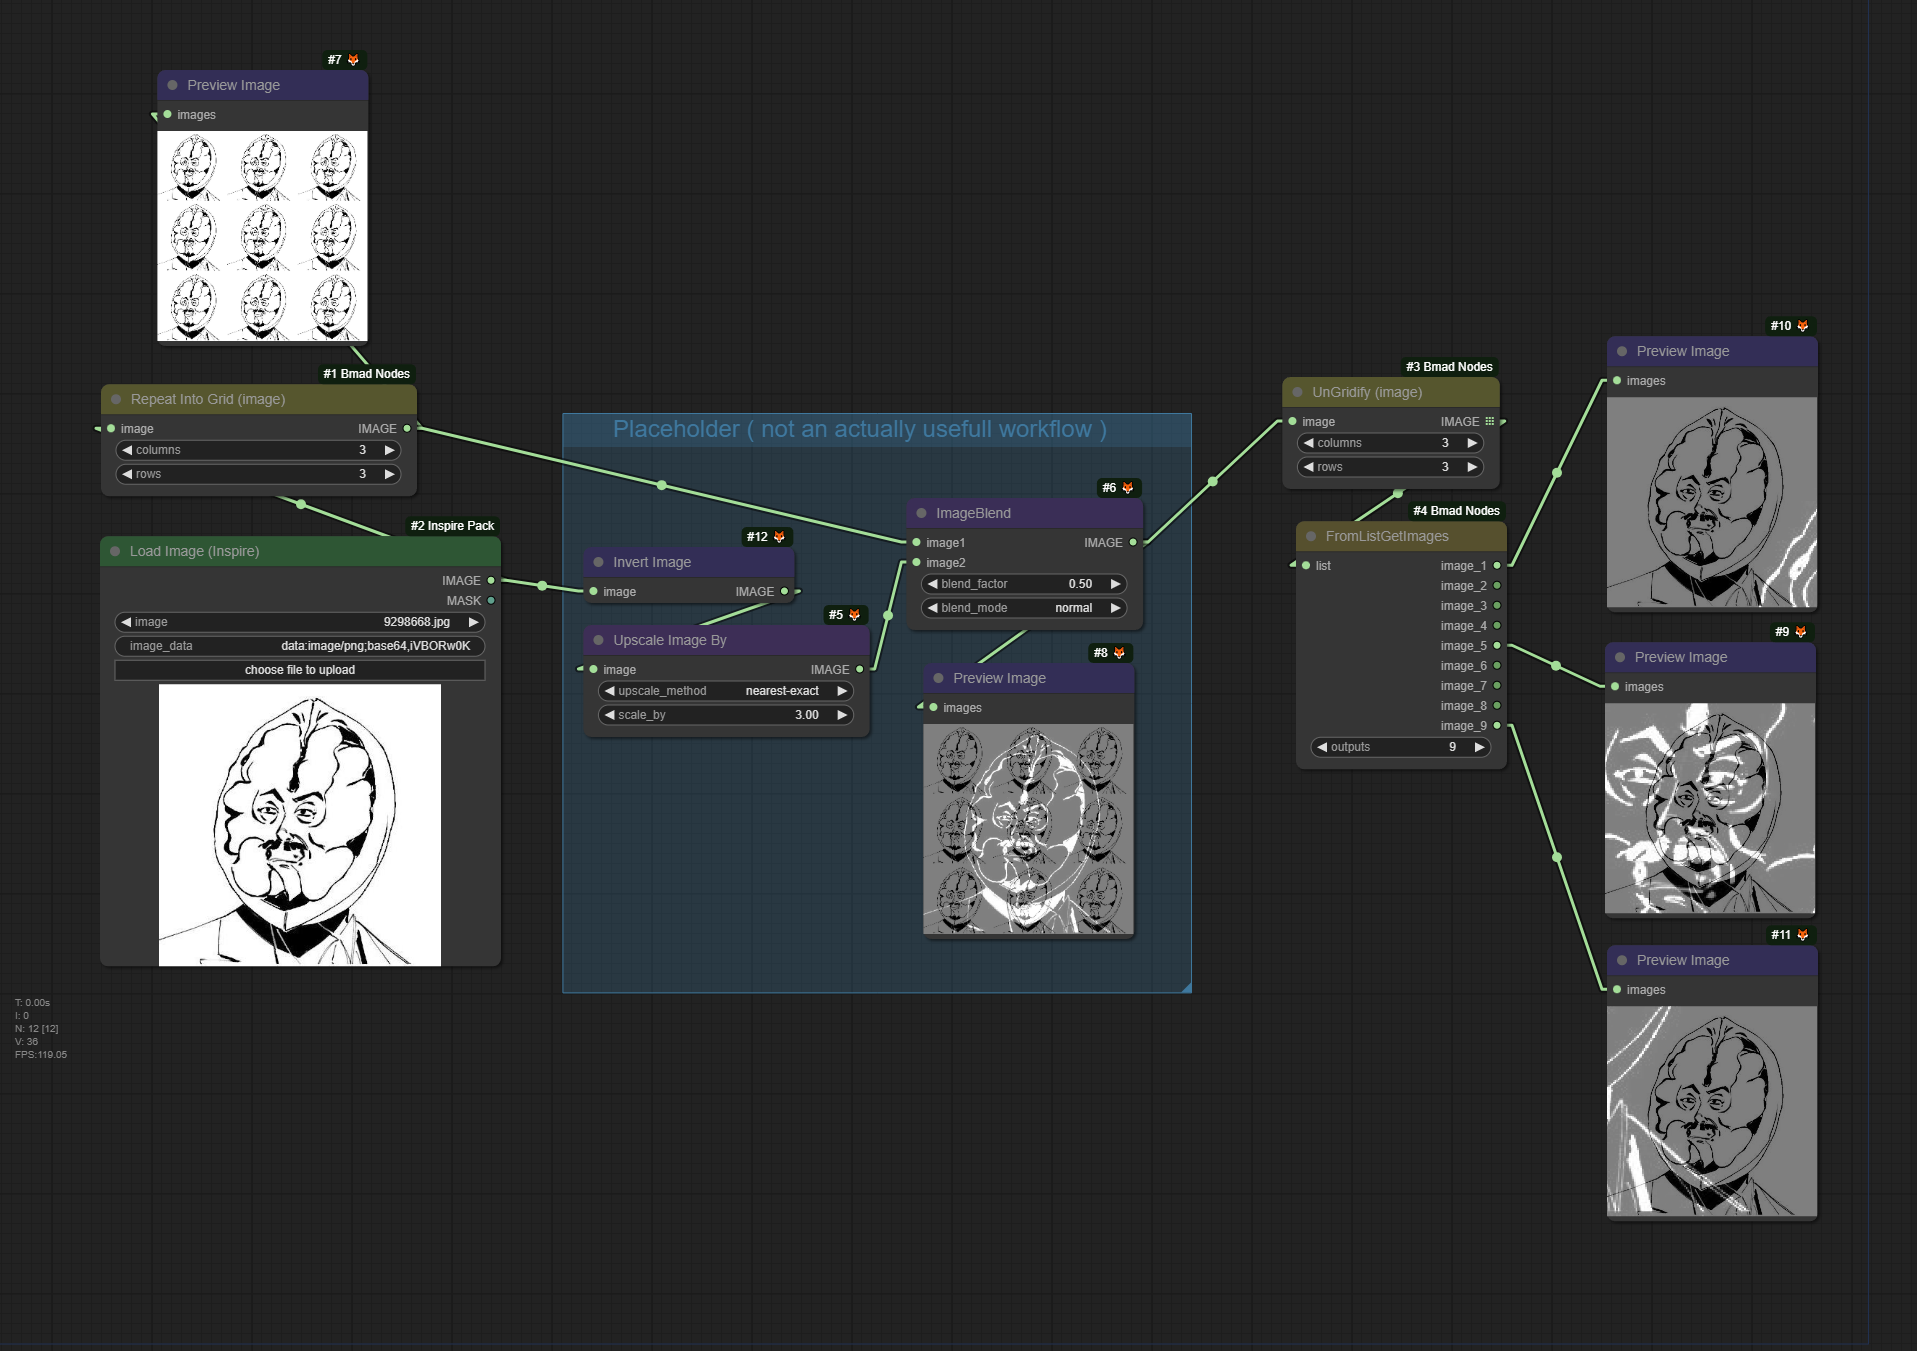 #7
Preview Image
images
#1 Bmad Nodes
Repeat Into Grid (image)
image IMAGE
columns 3
rows 3
#2 Inspire Pack
Load Image (Inspire)
IMAGE
MASK
image 9298668.jpg
image_data data:image/png;base64,iVBORw0K
choose file to upload
T: 0.00s
I: 0
N: 12 [12]
V: 36
FPS:119.05
Placeholder ( not an actually usefull workflow )
#12
Invert Image
image IMAGE
#5
Upscale Image By
image IMAGE
upscale_method nearest-exact
scale_by 3.00
#6
ImageBlend
image1 IMAGE
image2
blend_factor 0.50
blend_mode normal
#8
Preview Image
images
#3 Bmad Nodes
UnGridify (image)
image IMAGE
columns 3
rows 3
#4 Bmad Nodes
FromListGetImages
list image_1
image_2
image_3
image_4
image_5
image_6
image_7
image_8
image_9
outputs 9
#10
Preview Image
images
#9
Preview Image
images
#11
Preview Image
images